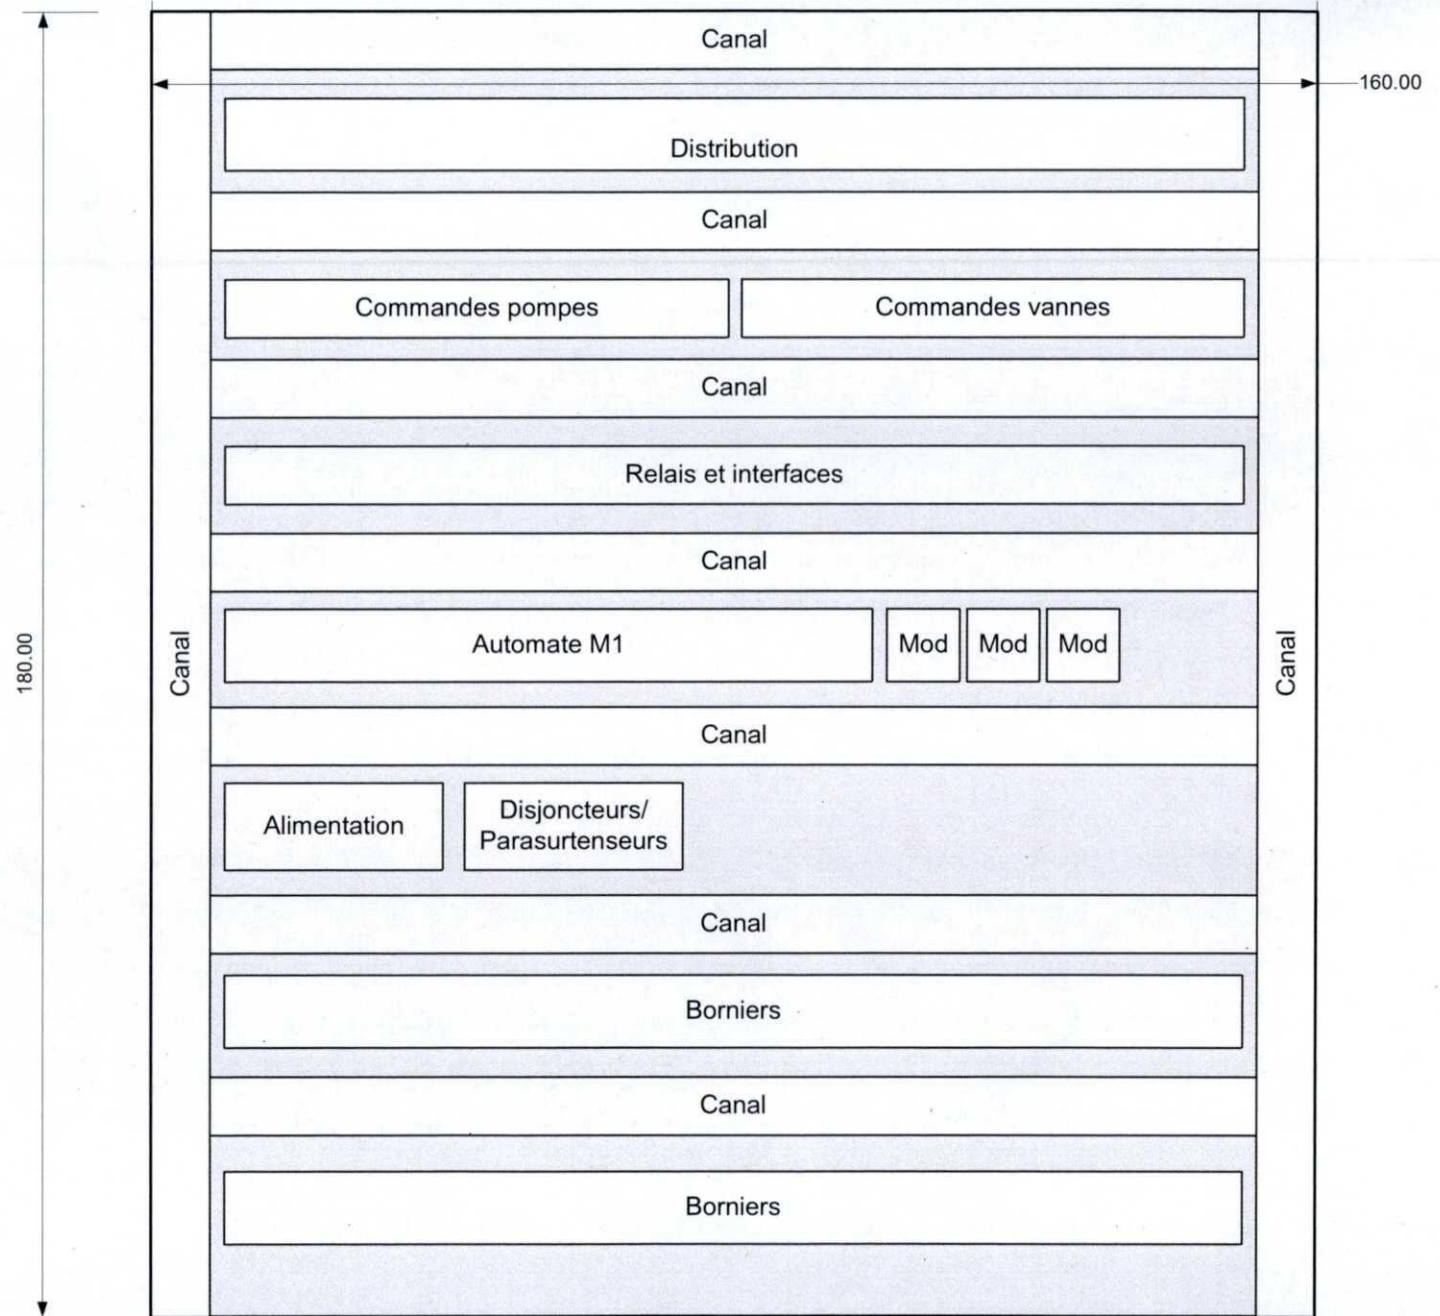 Canal
160.00
Distribution
Canal
Commandes pompes
Commandes vannes
Canal
Relais et interfaces
Canal
180.00
Canal
Automate M1
Mod
Mod
Mod
Canal
Canal
Alimentation
Disjoncteurs/
Parasurtenseurs
Canal
Borniers
Canal
Borniers